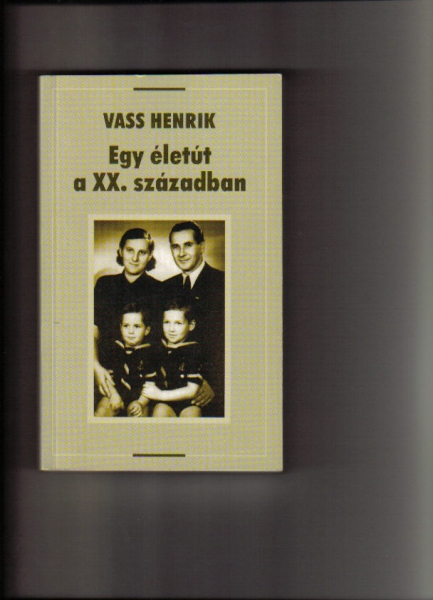 VASS HENRIK
Egy életút
a XX. században